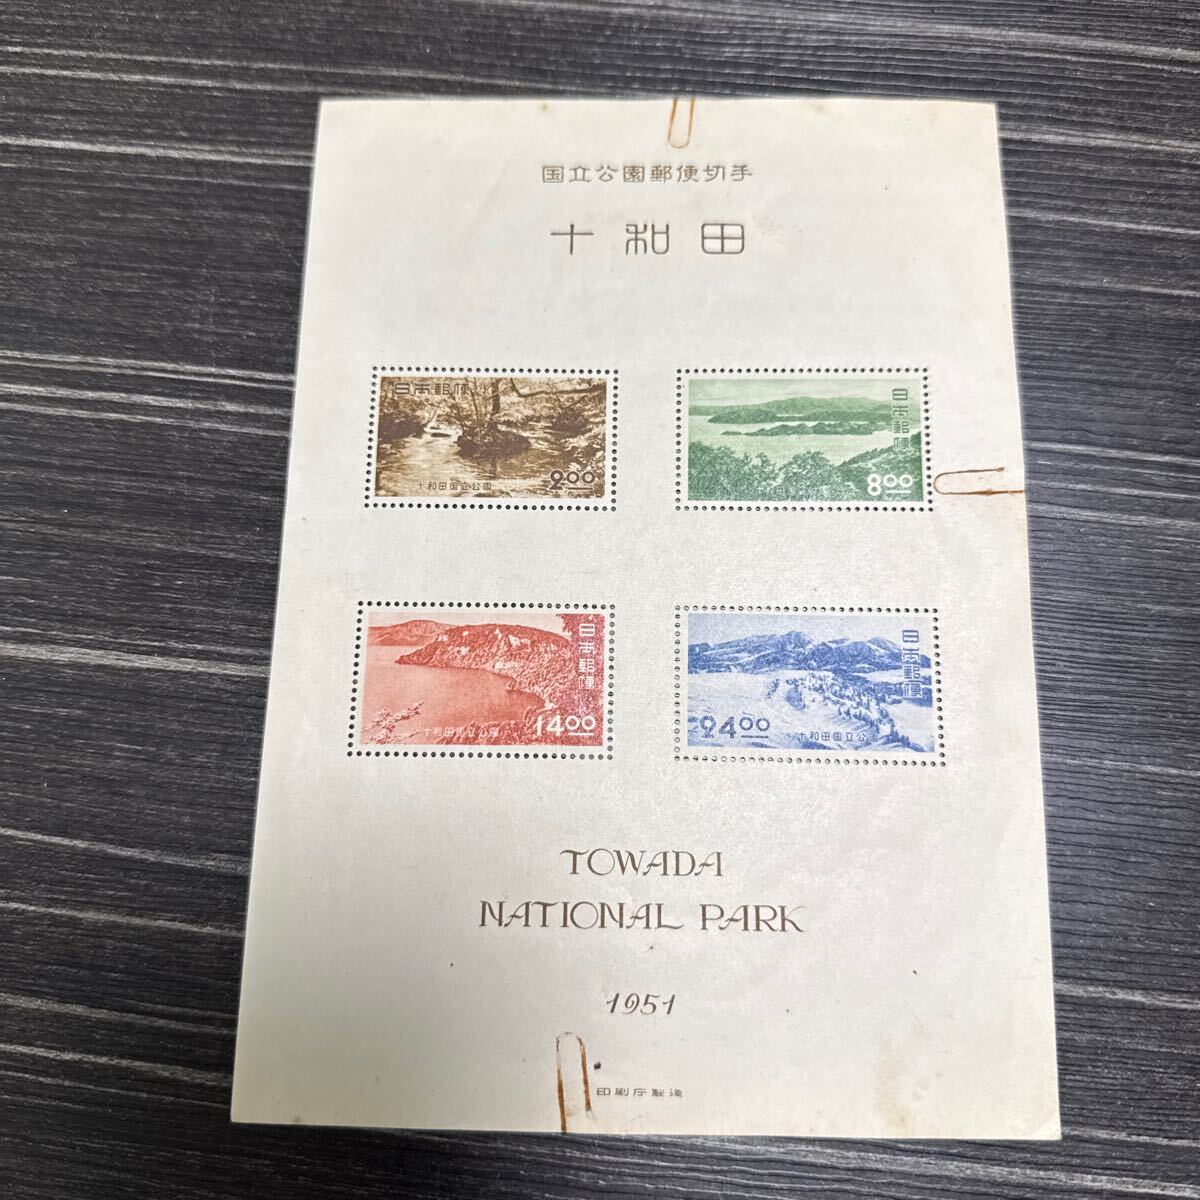 国立公園郵便切手
十和田
日本郵便
十和田国立公園
2.00
日本郵便
8.00
日本郵便
14.00
十和田国立公園
日本郵便
24.00
十和田国立公園
TOWADA
NATIONAL PARK
1951
印刷庁製造